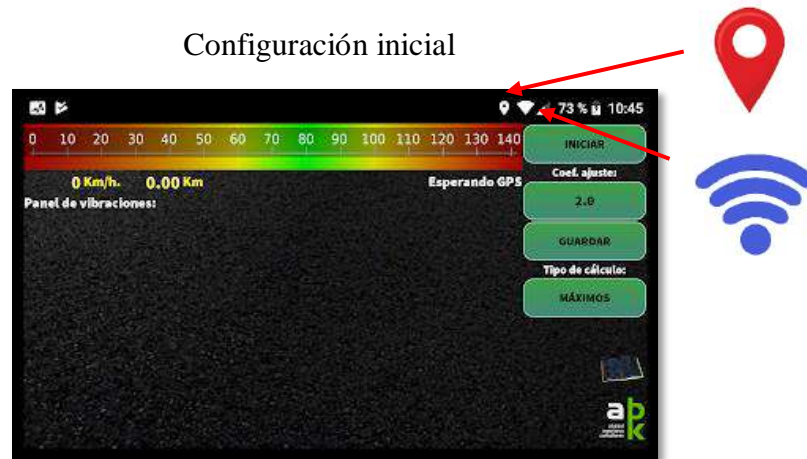 Configuración inicial
73 % 10:45
0 10 20 30 40 50 60 70 80 90 100 110 120 130 140
INICIAR
0 Km/h. 0.00 Km
Esperando GPS
Coef. ajuste:
Panel de vibraciones:
2.0
GUARDAR
Tipo de cálculo:
MÁXIMOS
abk